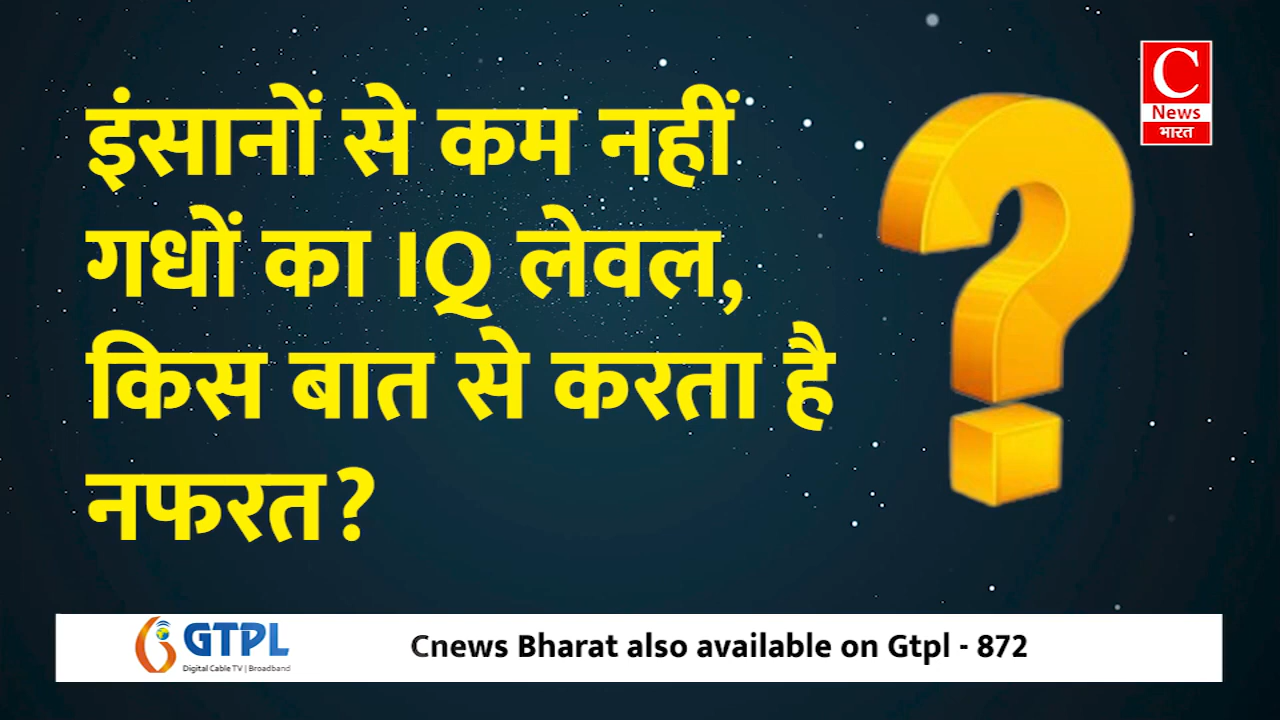 इंसानों से कम नहीं
गधों का IQ लेवल,
किस बात से करता है
नफरत?
?
C
News
भारत
GTPL
Digital Cable TV | Broadband
Cnews Bharat also available on Gtpl - 872